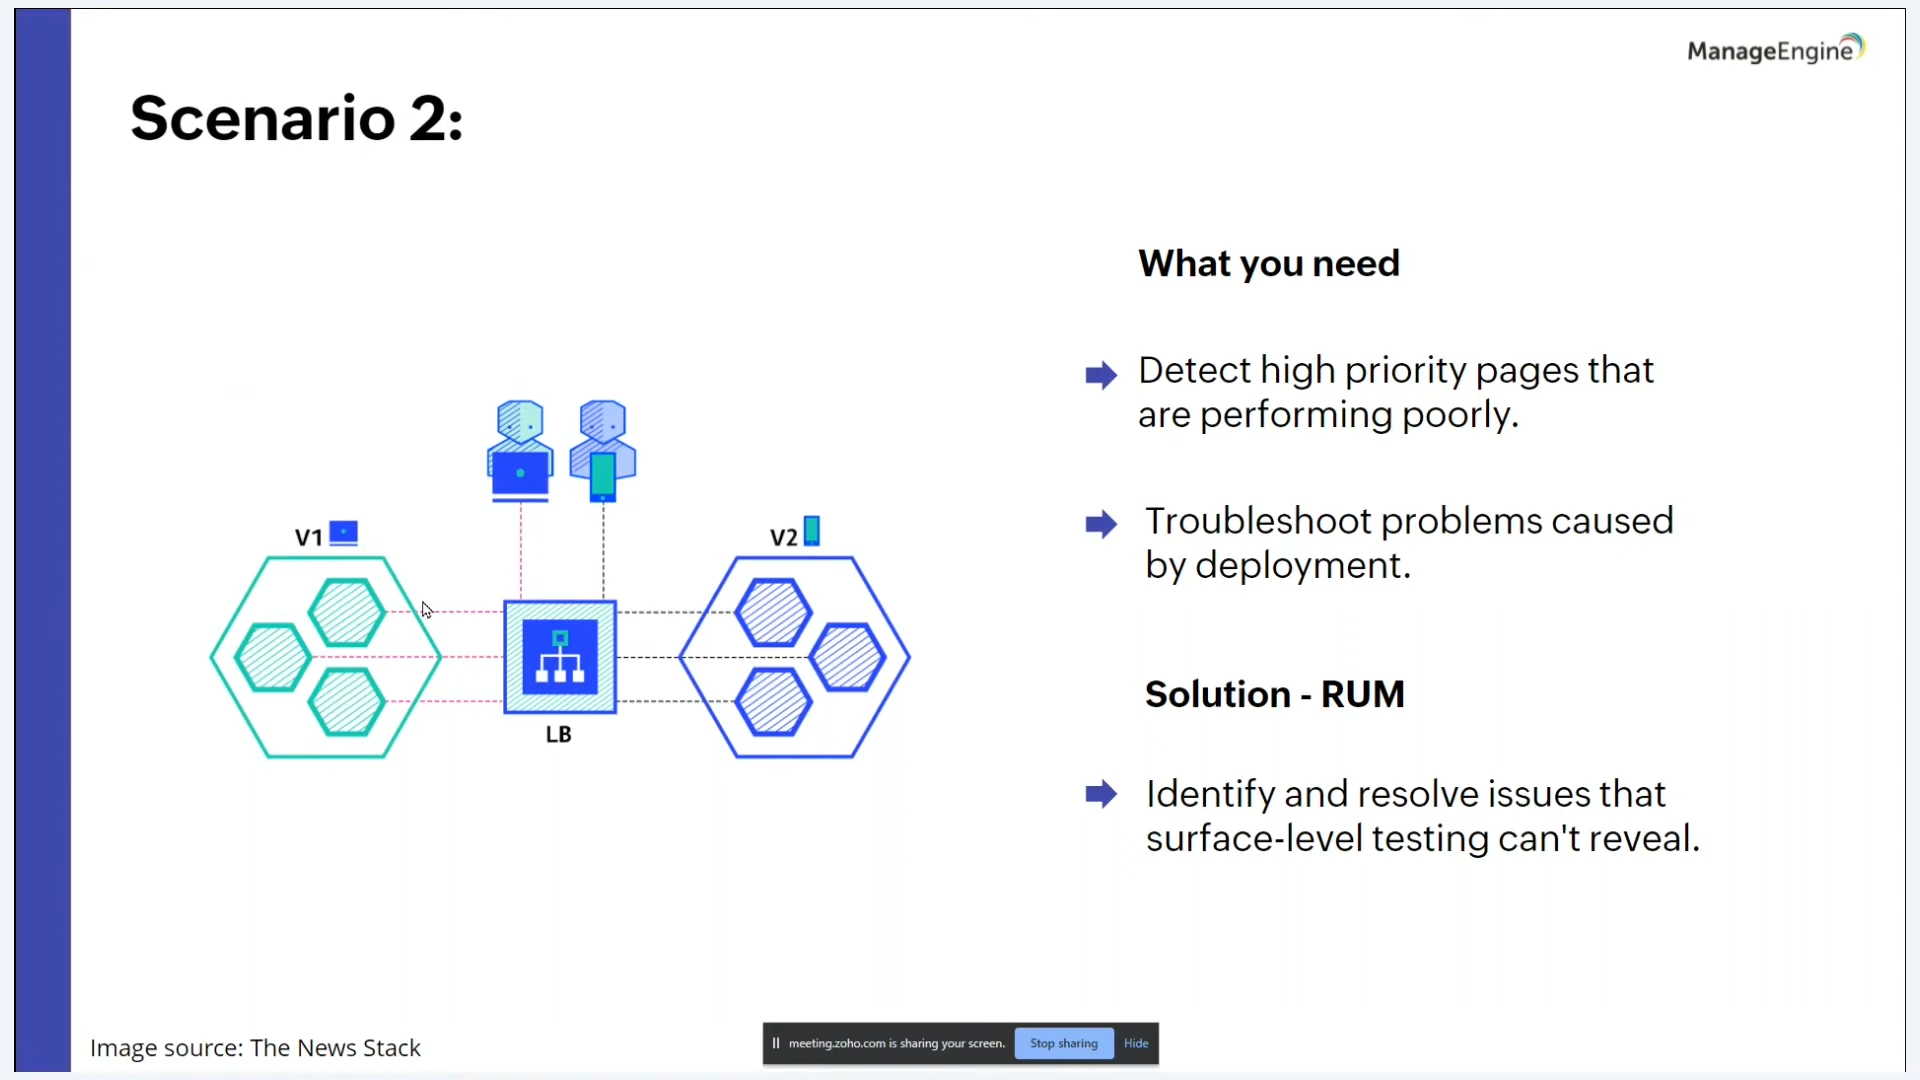 ManageEngine
Scenario 2:
What you need
Detect high priority pages that
are performing poorly.
Troubleshoot problems caused
by deployment.
Solution - RUM
Identify and resolve issues that
surface-level testing can't reveal.
V1
V2
LB
Image source: The News Stack
meeting.zoho.com is sharing your screen.
Stop sharing
Hide